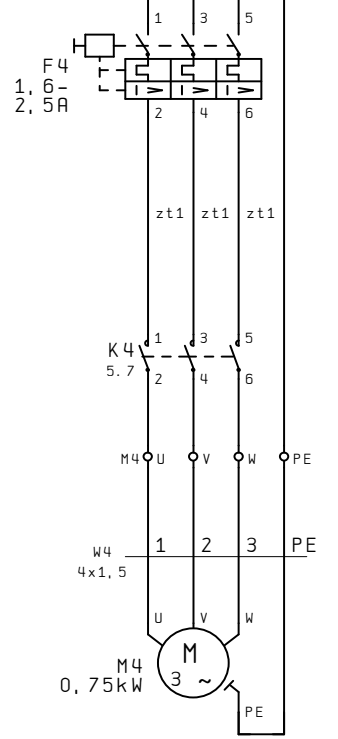 1 3 5
F4
1,6-
2,5A
I > I > I >
2 4 6
zt1 zt1 zt1
K4 1 3 5
5.7
2 4 6
M4 U V W PE
W4 1 2 3 PE
4x1,5
U V W
M
3 ~
M4
0,75kW
PE